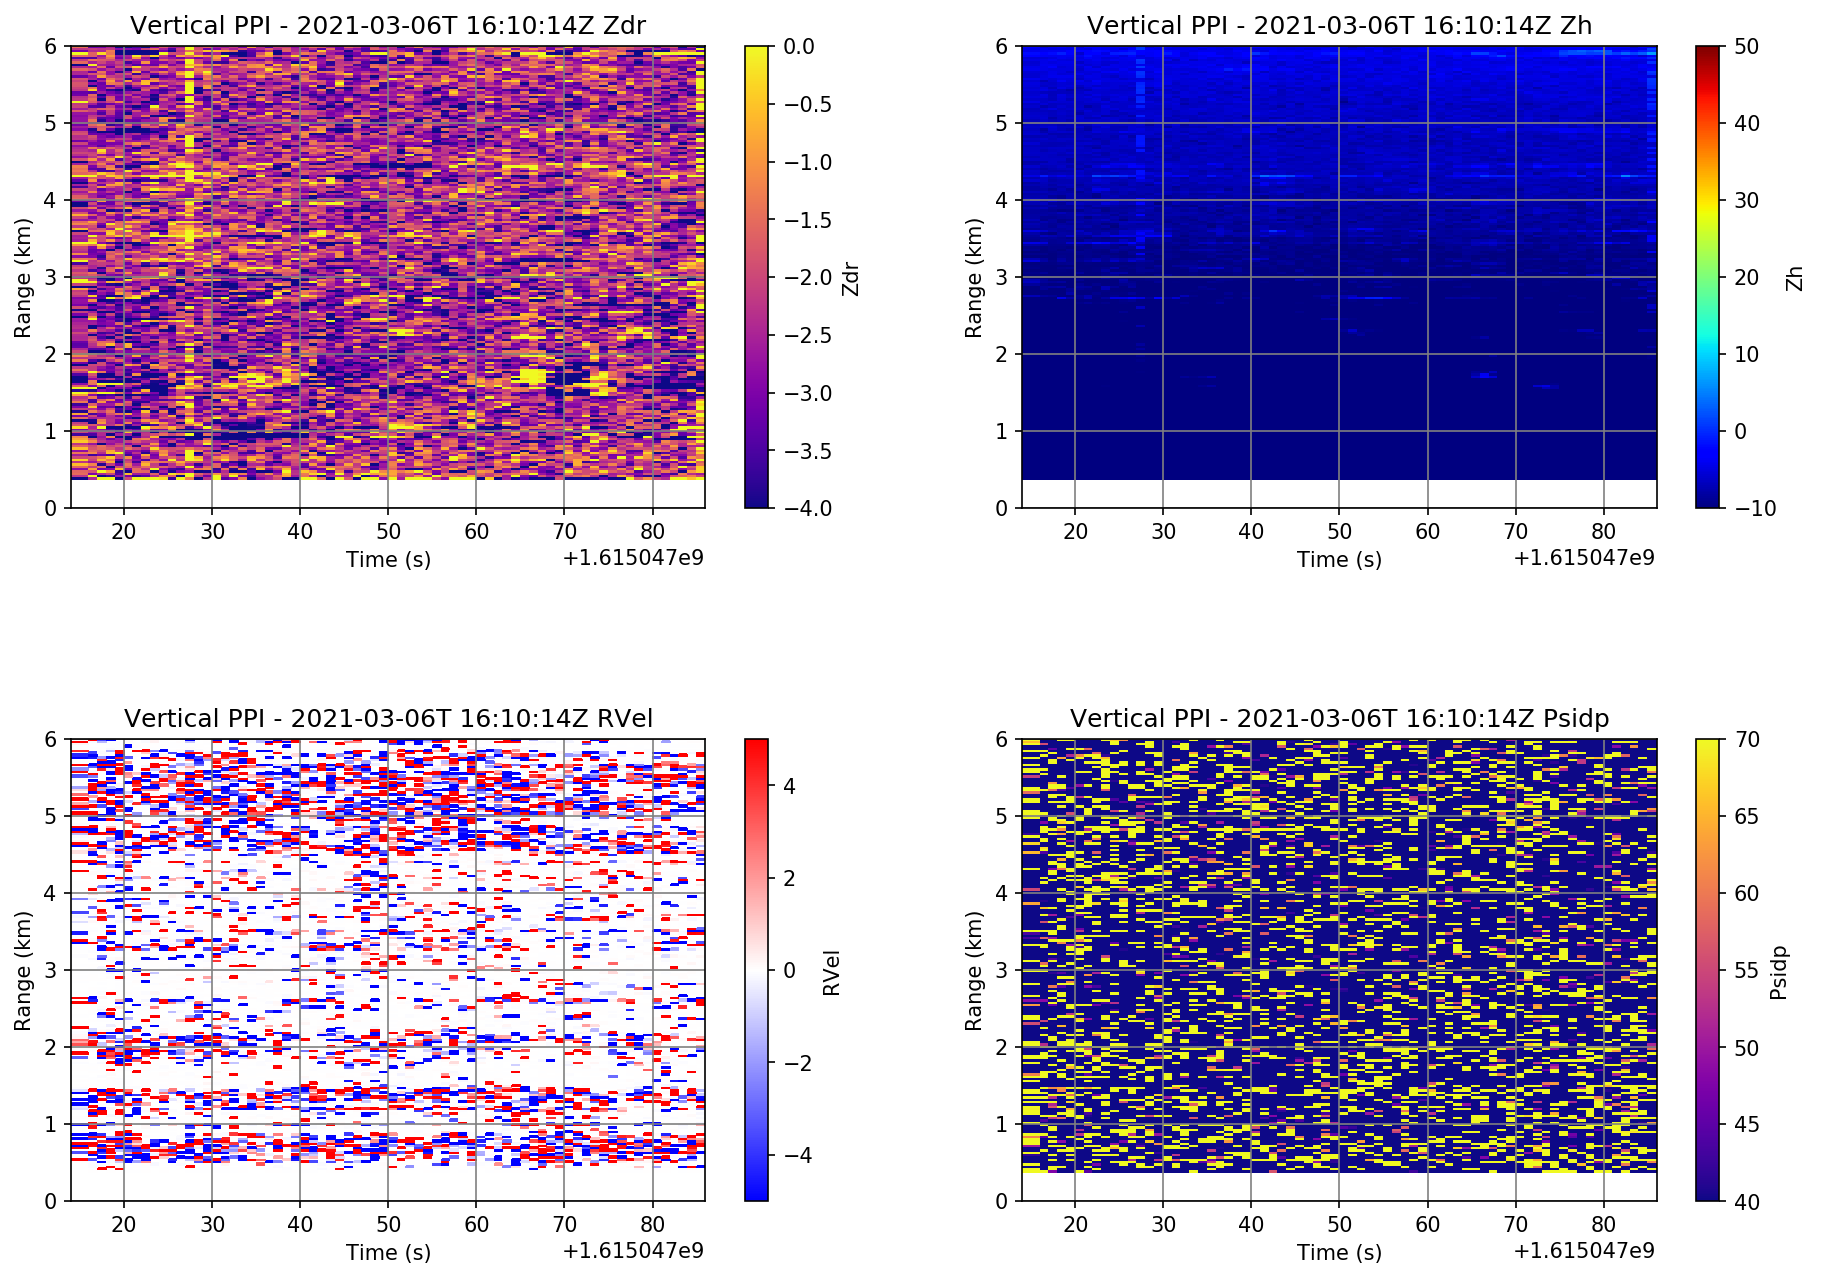 Vertical PPI - 2021-03-06T 16:10:14Z Zdr
6
5
4
3
2
1
0
Range (km)
20 30 40 50 60 70 80
Time (s)
+1.615047e9
0.0
−0.5
−1.0
−1.5
−2.0
−2.5
−3.0
−3.5
−4.0
Zdr
Vertical PPI - 2021-03-06T 16:10:14Z Zh
6
5
4
3
2
1
0
Range (km)
20 30 40 50 60 70 80
Time (s)
+1.615047e9
50
40
30
20
10
0
−10
Zh
Vertical PPI - 2021-03-06T 16:10:14Z RVel
6
5
4
3
2
1
0
Range (km)
20 30 40 50 60 70 80
Time (s)
+1.615047e9
4
2
0
−2
−4
RVel
Vertical PPI - 2021-03-06T 16:10:14Z Psidp
6
5
4
3
2
1
0
Range (km)
20 30 40 50 60 70 80
Time (s)
+1.615047e9
70
65
60
55
50
45
40
Psidp